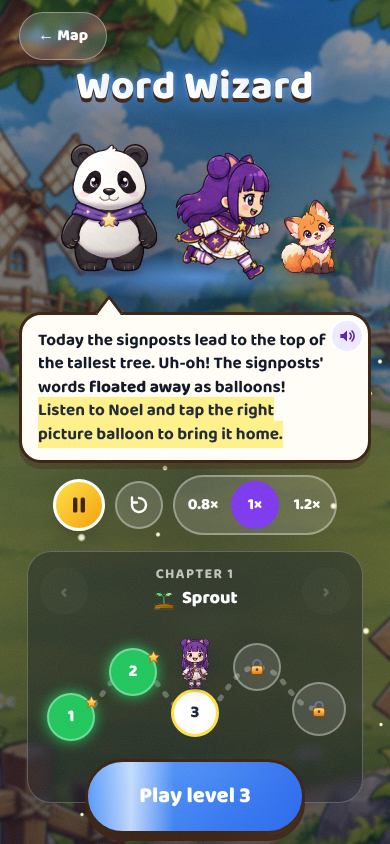 ← Map
Word Wizard
Today the signposts lead to the top of
the tallest tree. Uh-oh! The signposts'
words floated away as balloons!
Listen to Noel and tap the right
picture balloon to bring it home.
0.8× 1× 1.2×
CHAPTER 1
Sprout
1 2 3
Play level 3